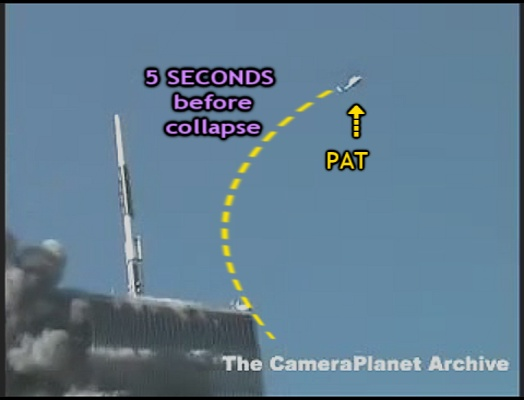 5 SECONDS
before
collapse
PAT
The CameraPlanet Archive